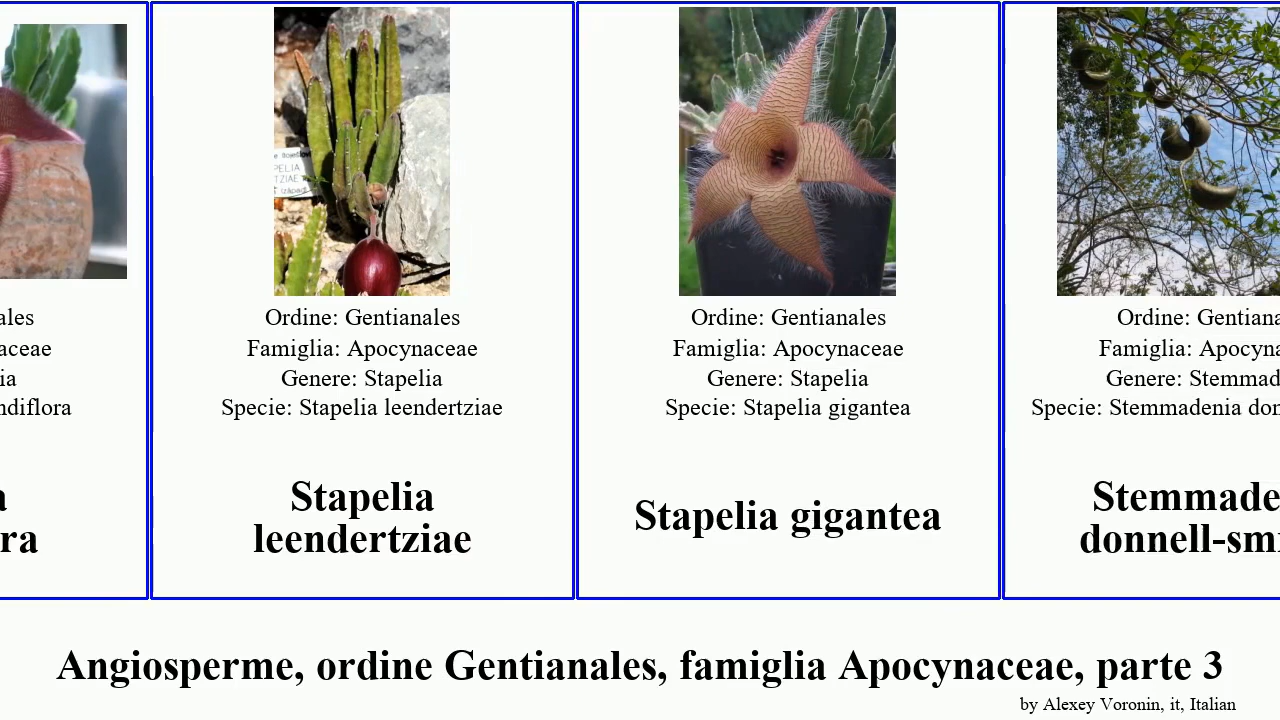 ales
aceae
ia
ndiflora
a
ra
PELIA
TZIAE
Ordine: Gentianales
Famiglia: Apocynaceae
Genere: Stapelia
Specie: Stapelia leendertziae
Stapelia
leendertziae
Ordine: Gentianales
Famiglia: Apocynaceae
Genere: Stapelia
Specie: Stapelia gigantea
Stapelia gigantea
Ordine: Gentiana
Famiglia: Apocyna
Genere: Stemmad
Specie: Stemmadenia don
Stemmade
donnell-smi
Angiosperme, ordine Gentianales, famiglia Apocynaceae, parte 3
by Alexey Voronin, it, Italian